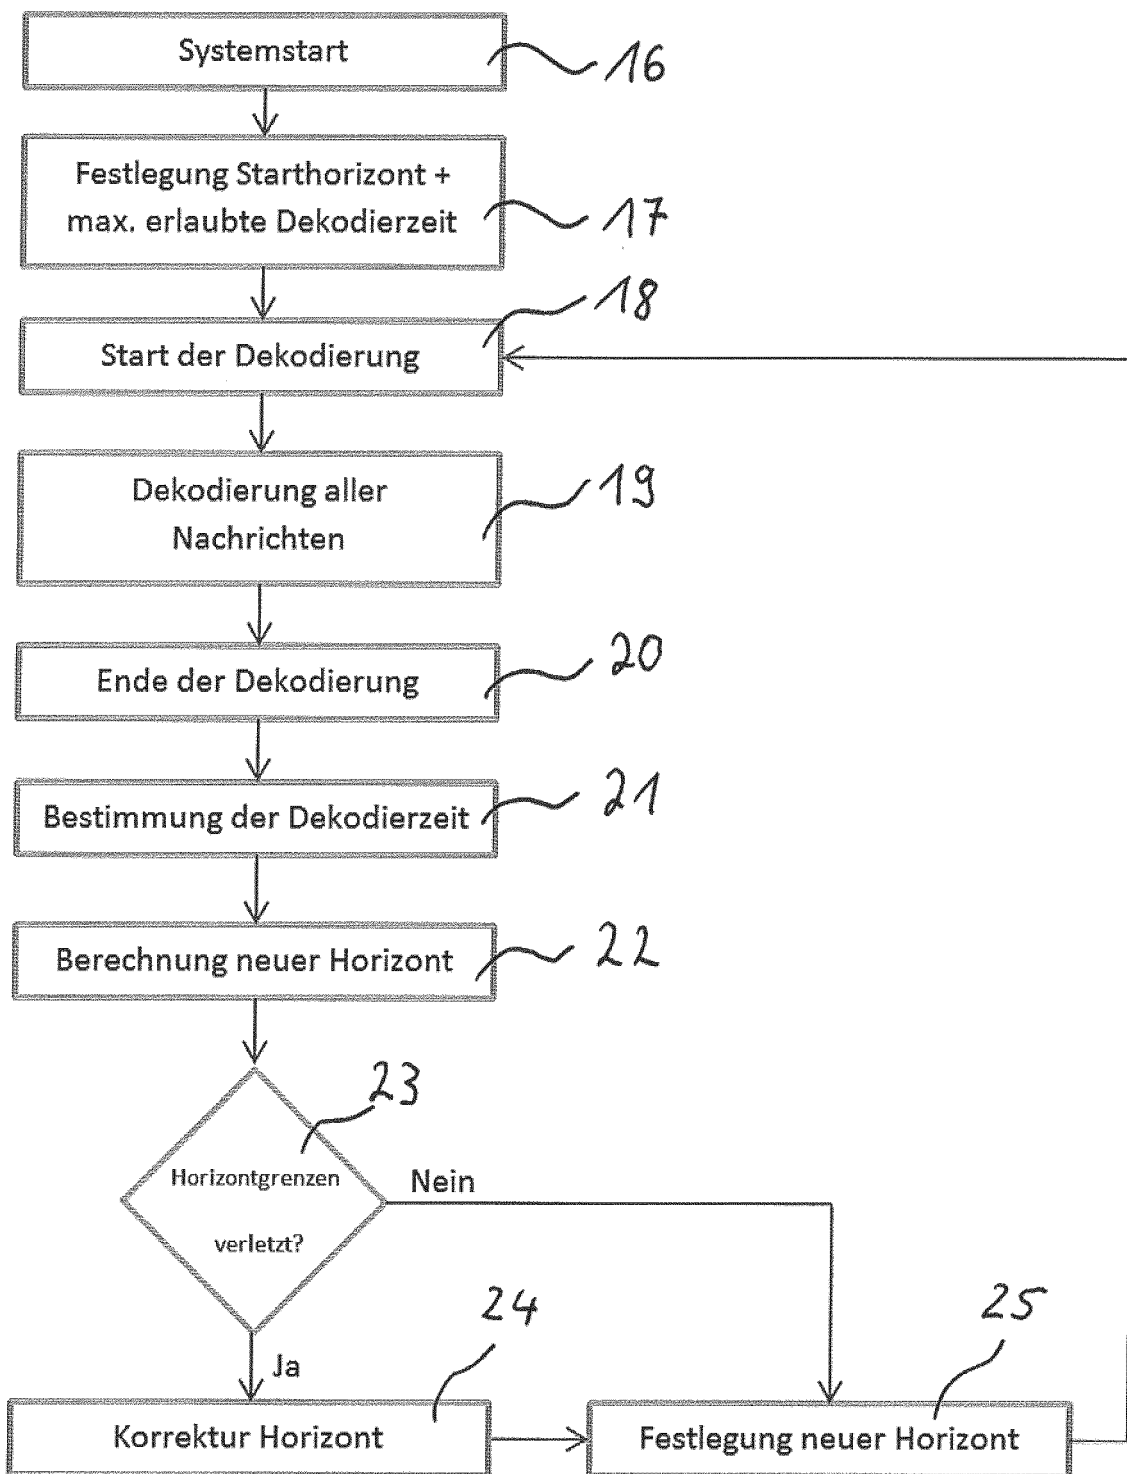 Systemstart
16
Festlegung Starthorizont +
max. erlaubte Dekodierzeit
17
18
Start der Dekodierung
Dekodierung aller
Nachrichten
19
20
Ende der Dekodierung
21
Bestimmung der Dekodierzeit
22
Berechnung neuer Horizont
23
Horizontgrenzen
verletzt?
Nein
Ja
24
Korrektur Horizont
25
Festlegung neuer Horizont